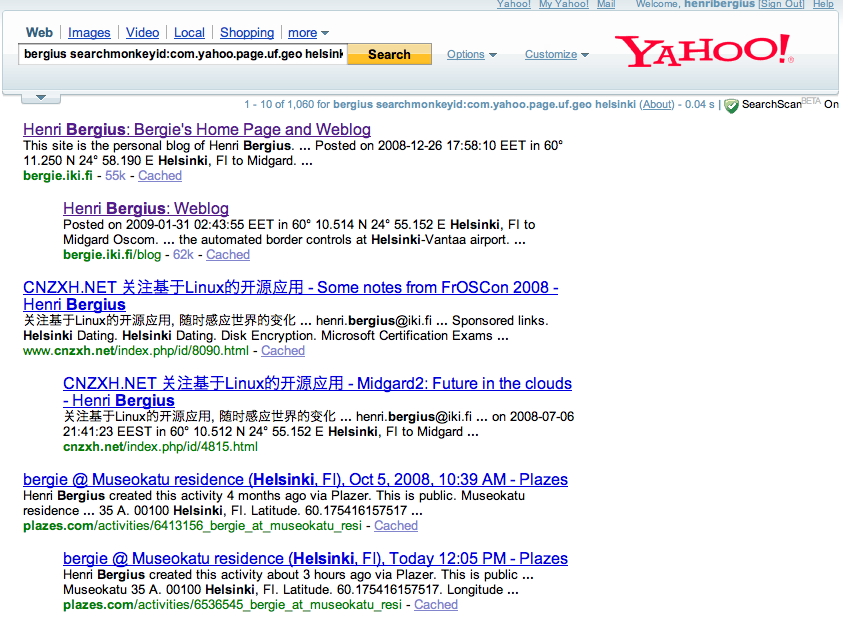 Yahoo! My Yahoo! Mail Welcome, henribergius [Sign Out] Help
Web Images Video Local Shopping more
bergius searchmonkeyid:com.yahoo.page.uf.geo helsink Search Options Customize YAHOO!
1 - 10 of 1,060 for bergius searchmonkeyid:com.yahoo.page.uf.geo helsinki (About) - 0.04 s | SearchScan BETA On
Henri Bergius: Bergie's Home Page and Weblog
This site is the personal blog of Henri Bergius. ... Posted on 2008-12-26 17:58:10 EET in 60°
11.250 N 24° 58.190 E Helsinki, FI to Midgard. ...
bergie.iki.fi - 55k - Cached
Henri Bergius: Weblog
Posted on 2009-01-31 02:43:55 EET in 60° 10.514 N 24° 55.152 E Helsinki, FI to
Midgard Oscom. ... the automated border controls at Helsinki-Vantaa airport. ...
bergie.iki.fi/blog - 62k - Cached
CNZXH.NET 关注基于Linux的开源应用 - Some notes from FrOSCon 2008 -
Henri Bergius
关注基于Linux的开源应用, 随时感应世界的变化 ... henri.bergius@iki.fi ... Sponsored links.
Helsinki Dating. Helsinki Dating. Disk Encryption. Microsoft Certification Exams ...
www.cnzxh.net/index.php/id/8090.html - Cached
CNZXH.NET 关注基于Linux的开源应用 - Midgard2: Future in the clouds
- Henri Bergius
关注基于Linux的开源应用, 随时感应世界的变化 ... henri.bergius@iki.fi ... on 2008-07-06
21:41:23 EEST in 60° 10.512 N 24° 55.152 E Helsinki, FI to Midgard ...
cnzxh.net/index.php/id/4815.html
bergie @ Museokatu residence (Helsinki, FI), Oct 5, 2008, 10:39 AM - Plazes
Henri Bergius created this activity 4 months ago via Plazer. This is public. Museokatu
residence ... 35 A. 00100 Helsinki, FI. Latitude. 60.175416157517 ...
plazes.com/activities/6413156_bergie_at_museokatu_resi - Cached
bergie @ Museokatu residence (Helsinki, FI), Today 12:05 PM - Plazes
Henri Bergius created this activity about 3 hours ago via Plazer. This is public ...
Museokatu 35 A. 00100 Helsinki, FI. Latitude. 60.175416157517. Longitude ...
plazes.com/activities/6536545_bergie_at_museokatu_resi - Cached